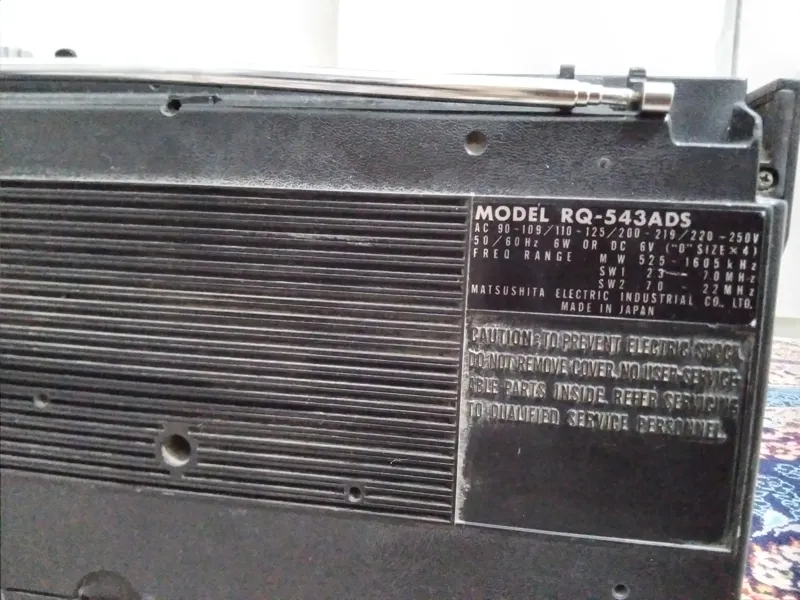 MODEL RQ-543ADS
AC 90-109/110-125/200-219/220-250V
50/60Hz 6W OR DC 6V ("D" SIZE×4)
FREQ RANGE MW 525-1605kHz
SW1 2.3-7.0MHz
SW2 7.0-22MHz
MATSUSHITA ELECTRIC INDUSTRIAL CO., LTD.
MADE IN JAPAN
CAUTION: TO PREVENT ELECTRIC SHOCK
DO NOT REMOVE COVER. NO USER-SERVICE-
ABLE PARTS INSIDE. REFER SERVICING
TO QUALIFIED SERVICE PERSONNEL.